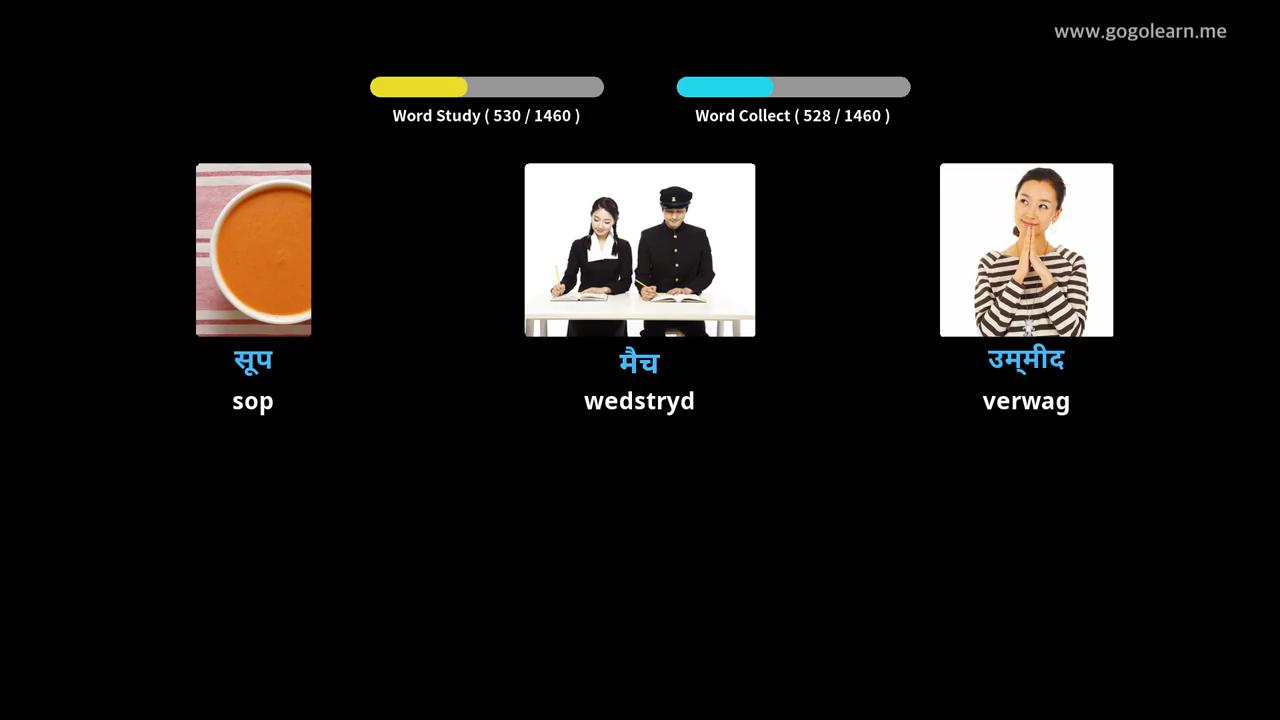 www.gogolearn.me
Word Study ( 530 / 1460 )
Word Collect ( 528 / 1460 )
सूप
मैच
उम्मीद
sop
wedstryd
verwag